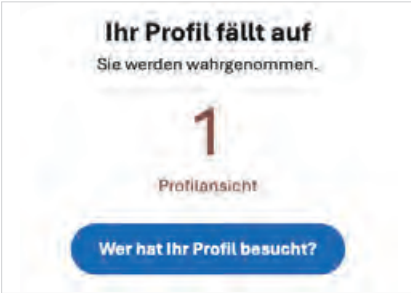 Ihr Profil fällt auf
Sie werden wahrgenommen.
1
Profilansicht
Wer hat Ihr Profil besucht?